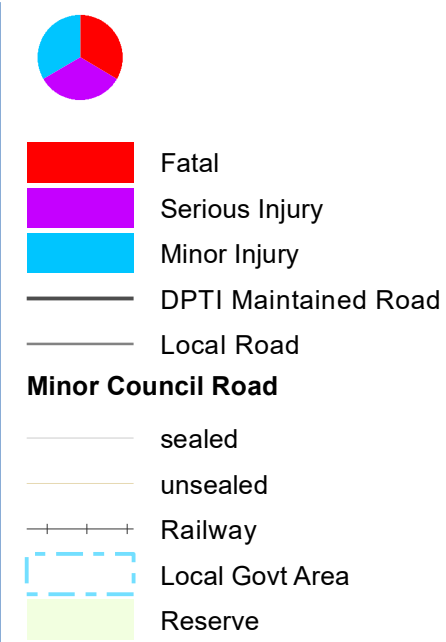 Fatal
Serious Injury
Minor Injury
DPTI Maintained Road
Local Road
Minor Council Road
sealed
unsealed
Railway
Local Govt Area
Reserve